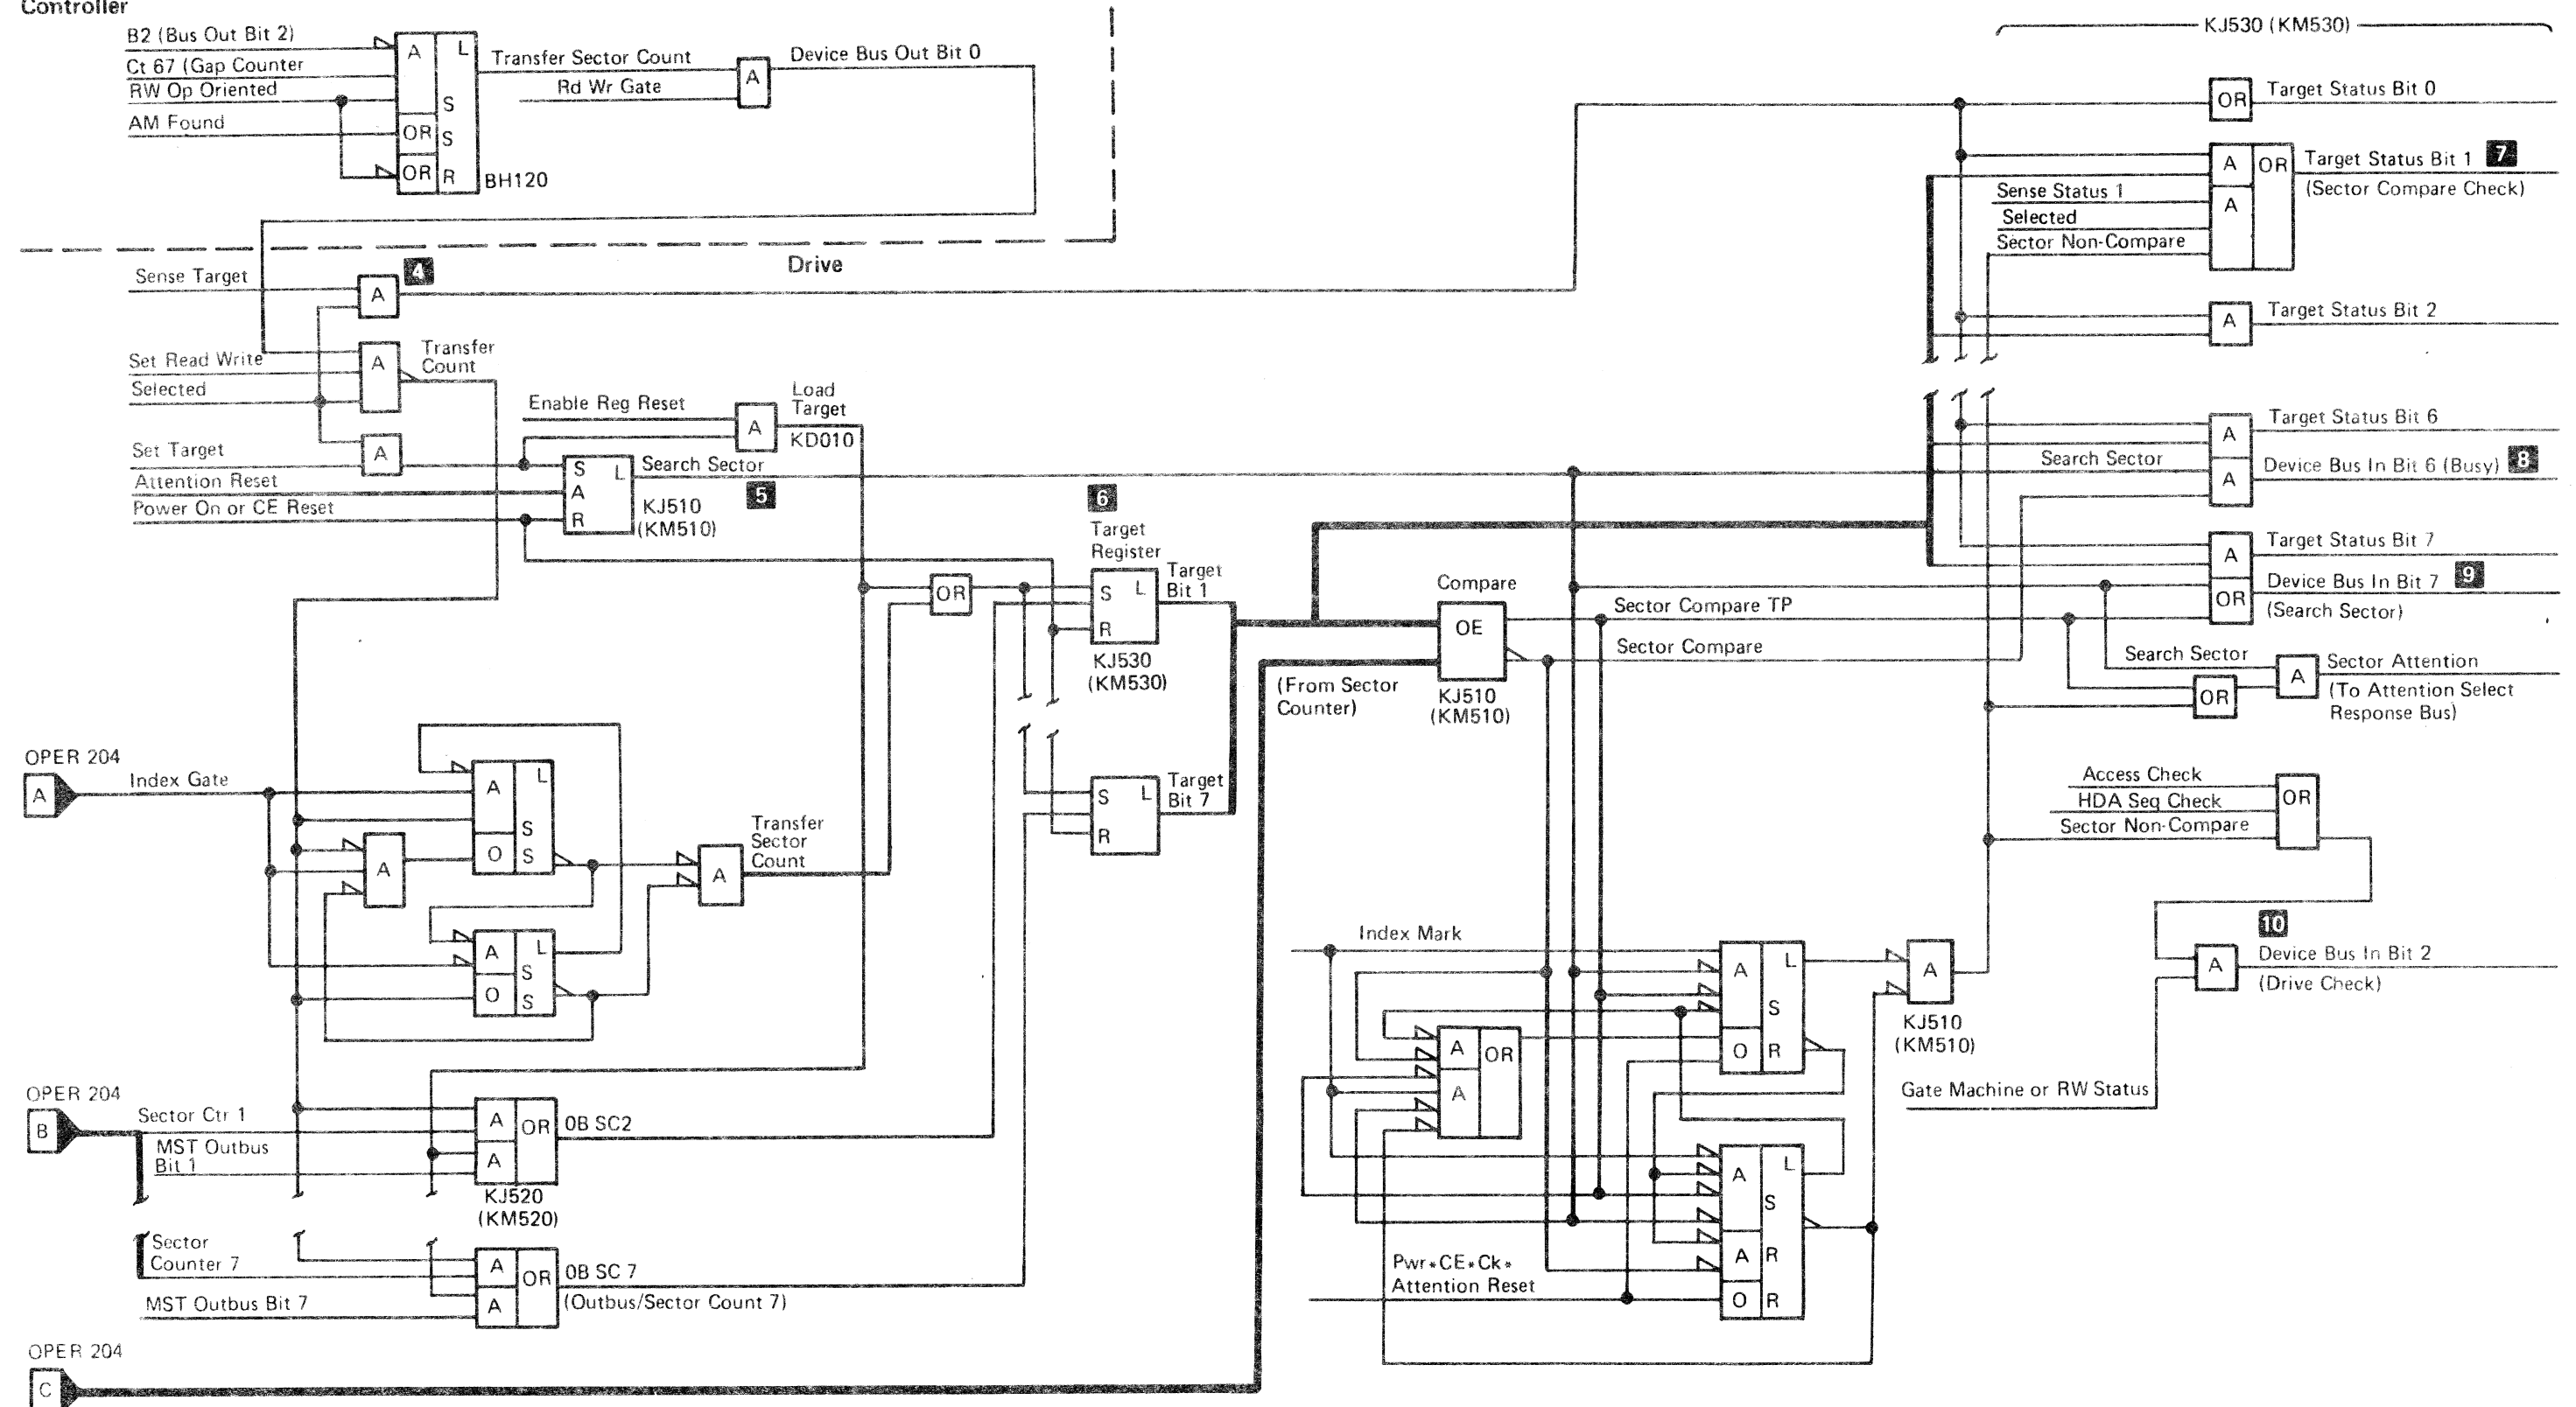 Controller
B2 (Bus Out Bit 2)
Ct 67 (Gap Counter
RW Op Oriented
AM Found
A
L
S
OR
S
OR
R
BH120
Transfer Sector Count
Rd Wr Gate
A
Device Bus Out Bit 0
Drive
KJ530 (KM530)
OR
Target Status Bit 0
A
OR
Target Status Bit 1
7
(Sector Compare Check)
Sense Status 1
A
Selected
Sector Non-Compare
A
Target Status Bit 2
Sense Target
A
4
Set Read Write
Selected
A
Transfer
Count
Set Target
A
Attention Reset
Power On or CE Reset
Enable Reg Reset
A
Load
Target
KD010
S
L
A
R
Search Sector
5
KJ510
(KM510)
A
Target Status Bit 6
Search Sector
A
Device Bus In Bit 6 (Busy)
8
A
Target Status Bit 7
OR
Device Bus In Bit 7
9
(Search Sector)
6
Target
Register
S
L
R
Target
Bit 1
KJ530
(KM530)
OR
Compare
OE
KJ510
(KM510)
(From Sector
Counter)
Sector Compare TP
Sector Compare
Search Sector
OR
A
Sector Attention
(To Attention Select
Response Bus)
S
L
R
Target
Bit 7
OPER 204
A
Index Gate
A
L
S
O
S
A
A
L
S
O
S
A
Transfer
Sector
Count
Access Check
HDA Seq Check
Sector Non-Compare
OR
10
A
Device Bus In Bit 2
(Drive Check)
Gate Machine or RW Status
Index Mark
A
L
S
O
R
A
OR
A
A
KJ510
(KM510)
A
L
S
A
R
O
R
Pwr*CE*Ck*
Attention Reset
OPER 204
B
Sector Ctr 1
MST Outbus
Bit 1
A
OR
A
0B SC2
KJ520
(KM520)
Sector
Counter 7
MST Outbus Bit 7
A
OR
A
0B SC 7
(Outbus/Sector Count 7)
OPER 204
C